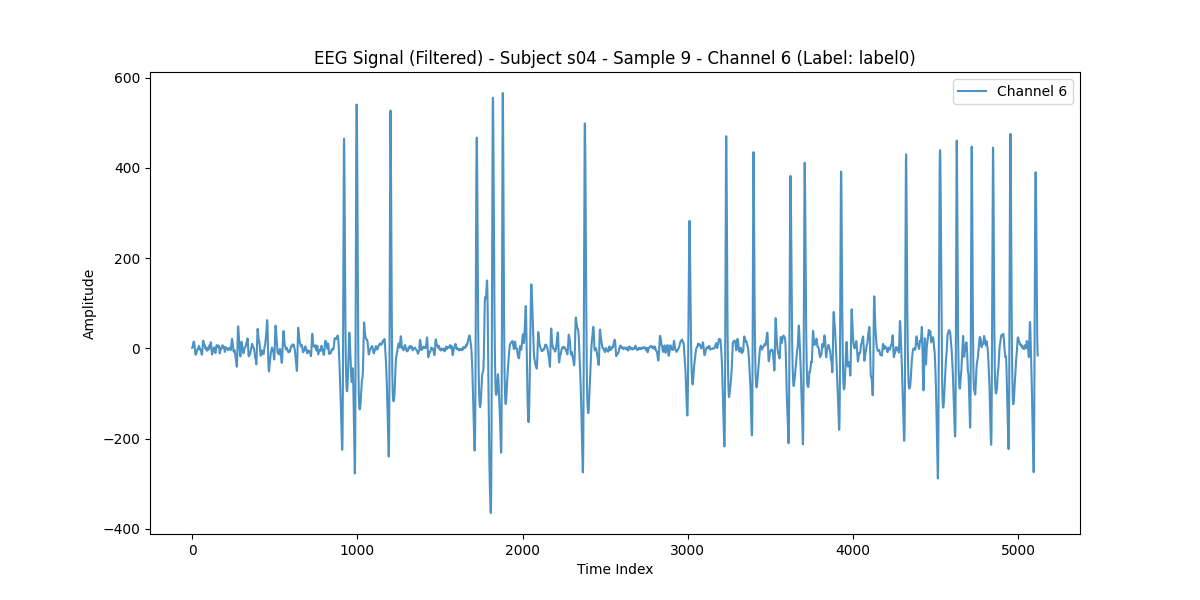 EEG Signal (Filtered) - Subject s04 - Sample 9 - Channel 6 (Label: label0)
Channel 6
600
400
200
0
−200
−400
Amplitude
0 1000 2000 3000 4000 5000
Time Index